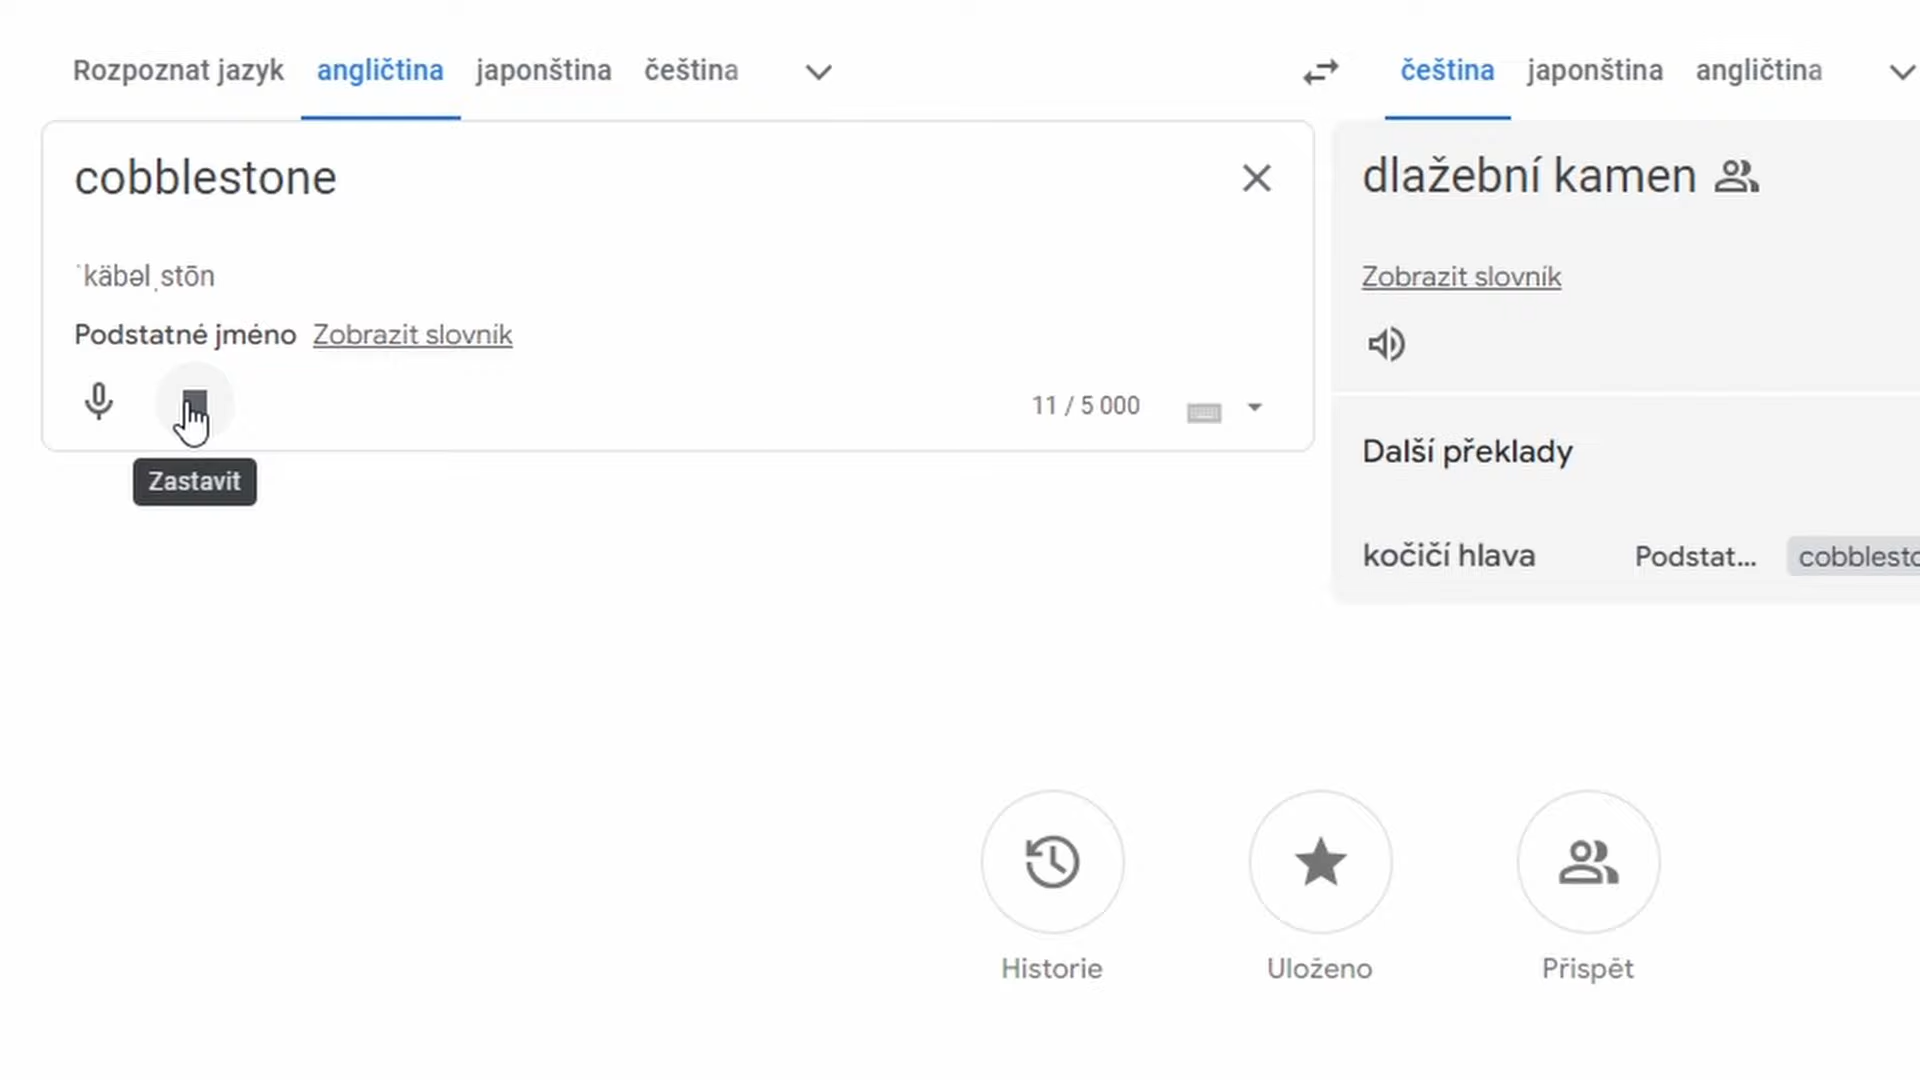 Rozpoznat jazyk angličtina japonština čeština
čeština japonština angličtina
cobblestone
ˈkäbəlˌstōn
Podstatné jméno Zobrazit slovník
11 / 5 000
Zastavit
dlažební kamen
Zobrazit slovník
Další překlady
kočičí hlava Podstat...
Historie
Uloženo
Přispět